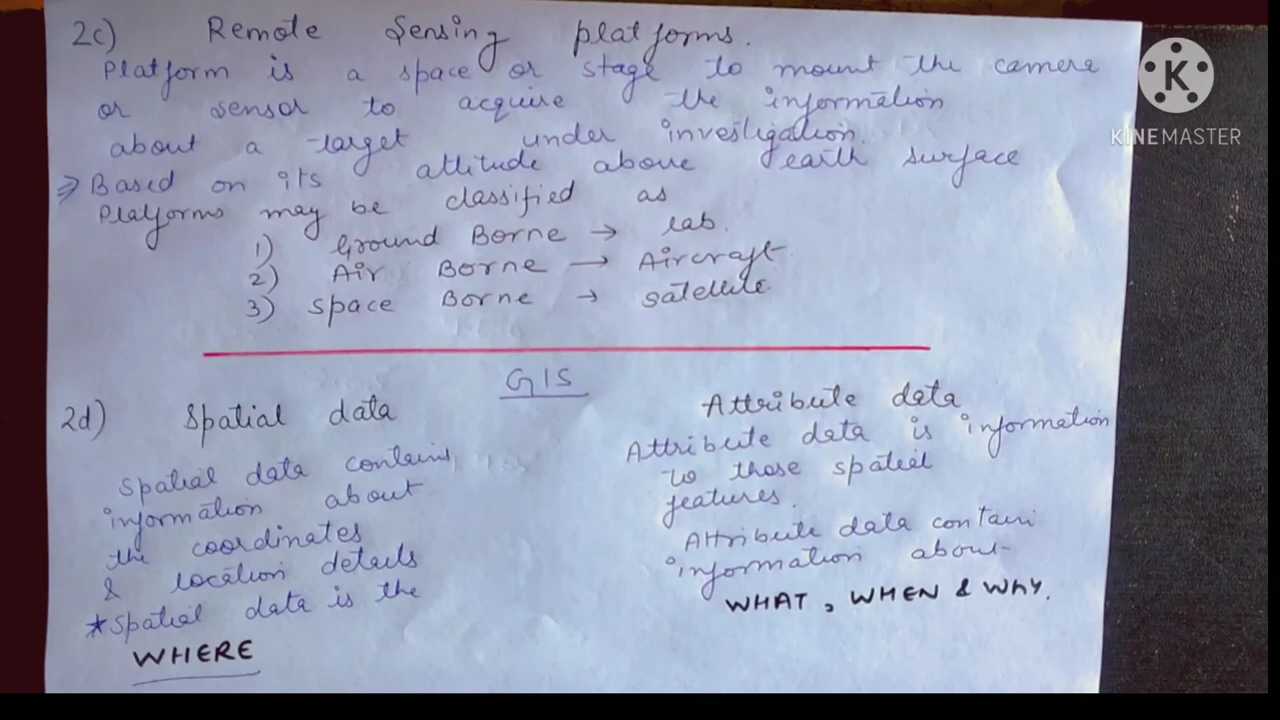 2c) Remote Sensing platforms.
Platform is a space or stage to mount the camere
or sensor to acquire the information
about a target under investigation.
⇒ Based on its attitude above earth surface
Platforms may be classified as
1) Ground Borne → lab.
2) Air Borne → Aircraft
3) Space Borne → satellite
GIS
2d) Spatial data
Spatial data contains
information about
the coordinates
& location details
*Spatial data is the
WHERE
Attribute data
Attribute data is information
to those spatial
features.
Attribute data contain
information about
WHAT, WHEN & WHY.
K
KINEMASTER